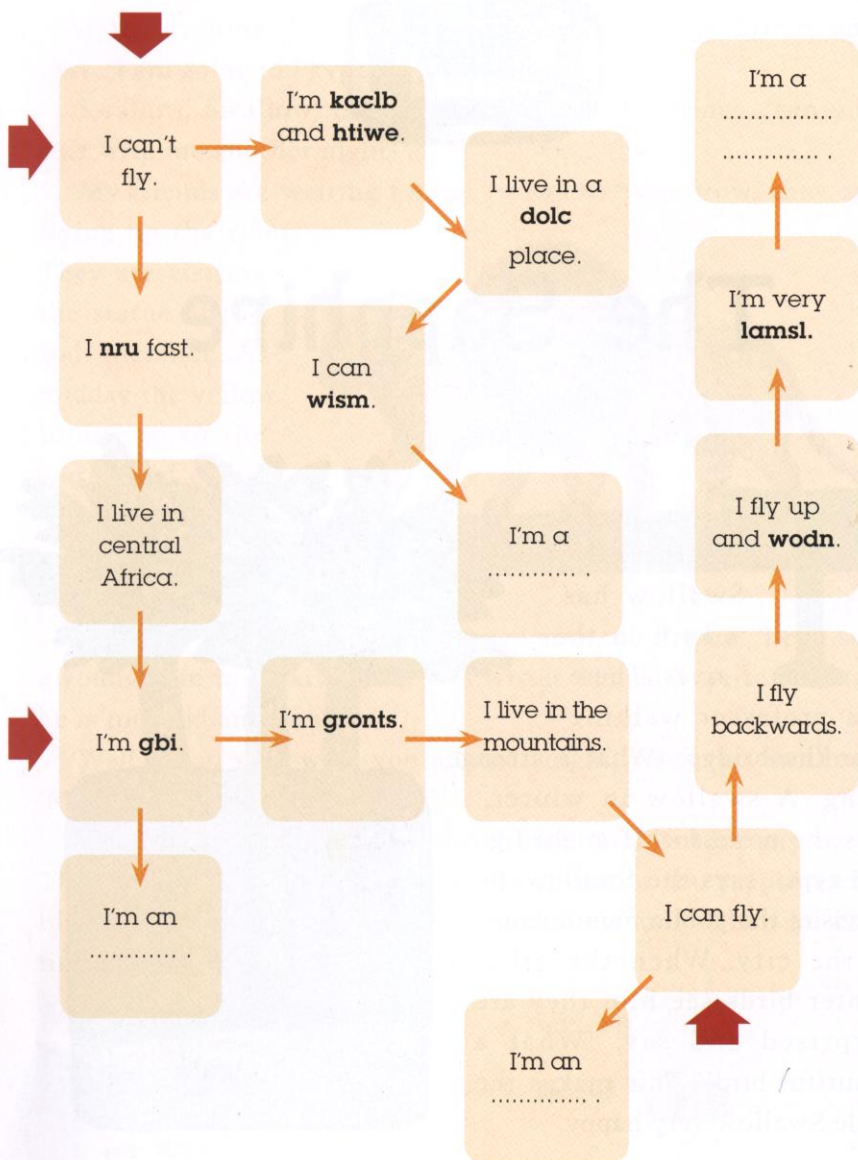 I can't
fly.
I'm kaclb
and htiwe.
I live in a
dolc
place.
I can
wism.
I'm a
............. .
I nru fast.
I live in
central
Africa.
I'm gbi.
I'm an
............. .
I'm gronts.
I live in the
mountains.
I can fly.
I'm an
............. .
I fly
backwards.
I fly up
and wodn.
I'm very
lamsl.
I'm a
...............
............... .